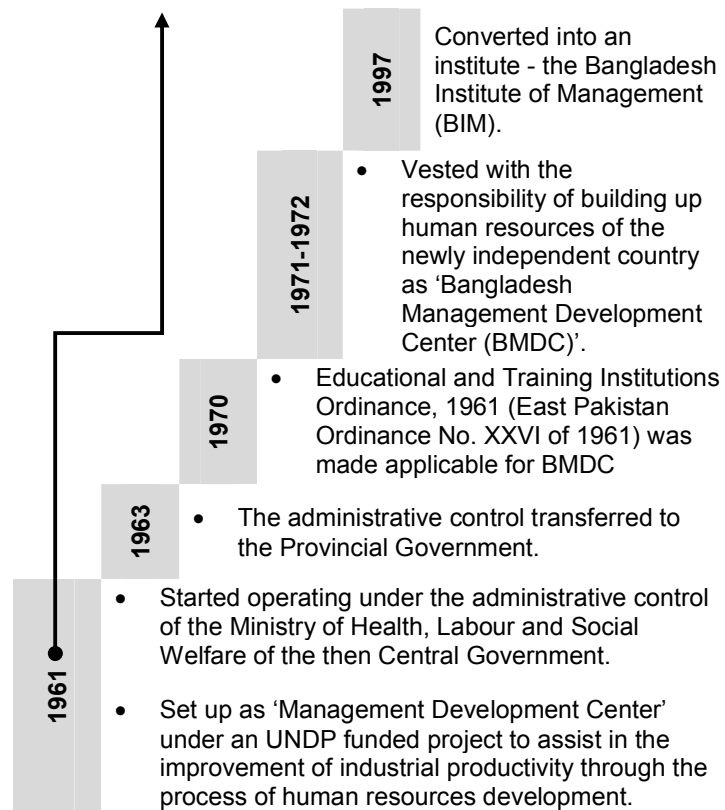 1997
Converted into an
institute - the Bangladesh
Institute of Management
(BIM).
1971-1972
• Vested with the
responsibility of building up
human resources of the
newly independent country
as ‘Bangladesh
Management Development
Center (BMDC)’.
1970
• Educational and Training Institutions
Ordinance, 1961 (East Pakistan
Ordinance No. XXVI of 1961) was
made applicable for BMDC
1963
• The administrative control transferred to
the Provincial Government.
1961
• Started operating under the administrative control
of the Ministry of Health, Labour and Social
Welfare of the then Central Government.
• Set up as ‘Management Development Center’
under an UNDP funded project to assist in the
improvement of industrial productivity through the
process of human resources development.